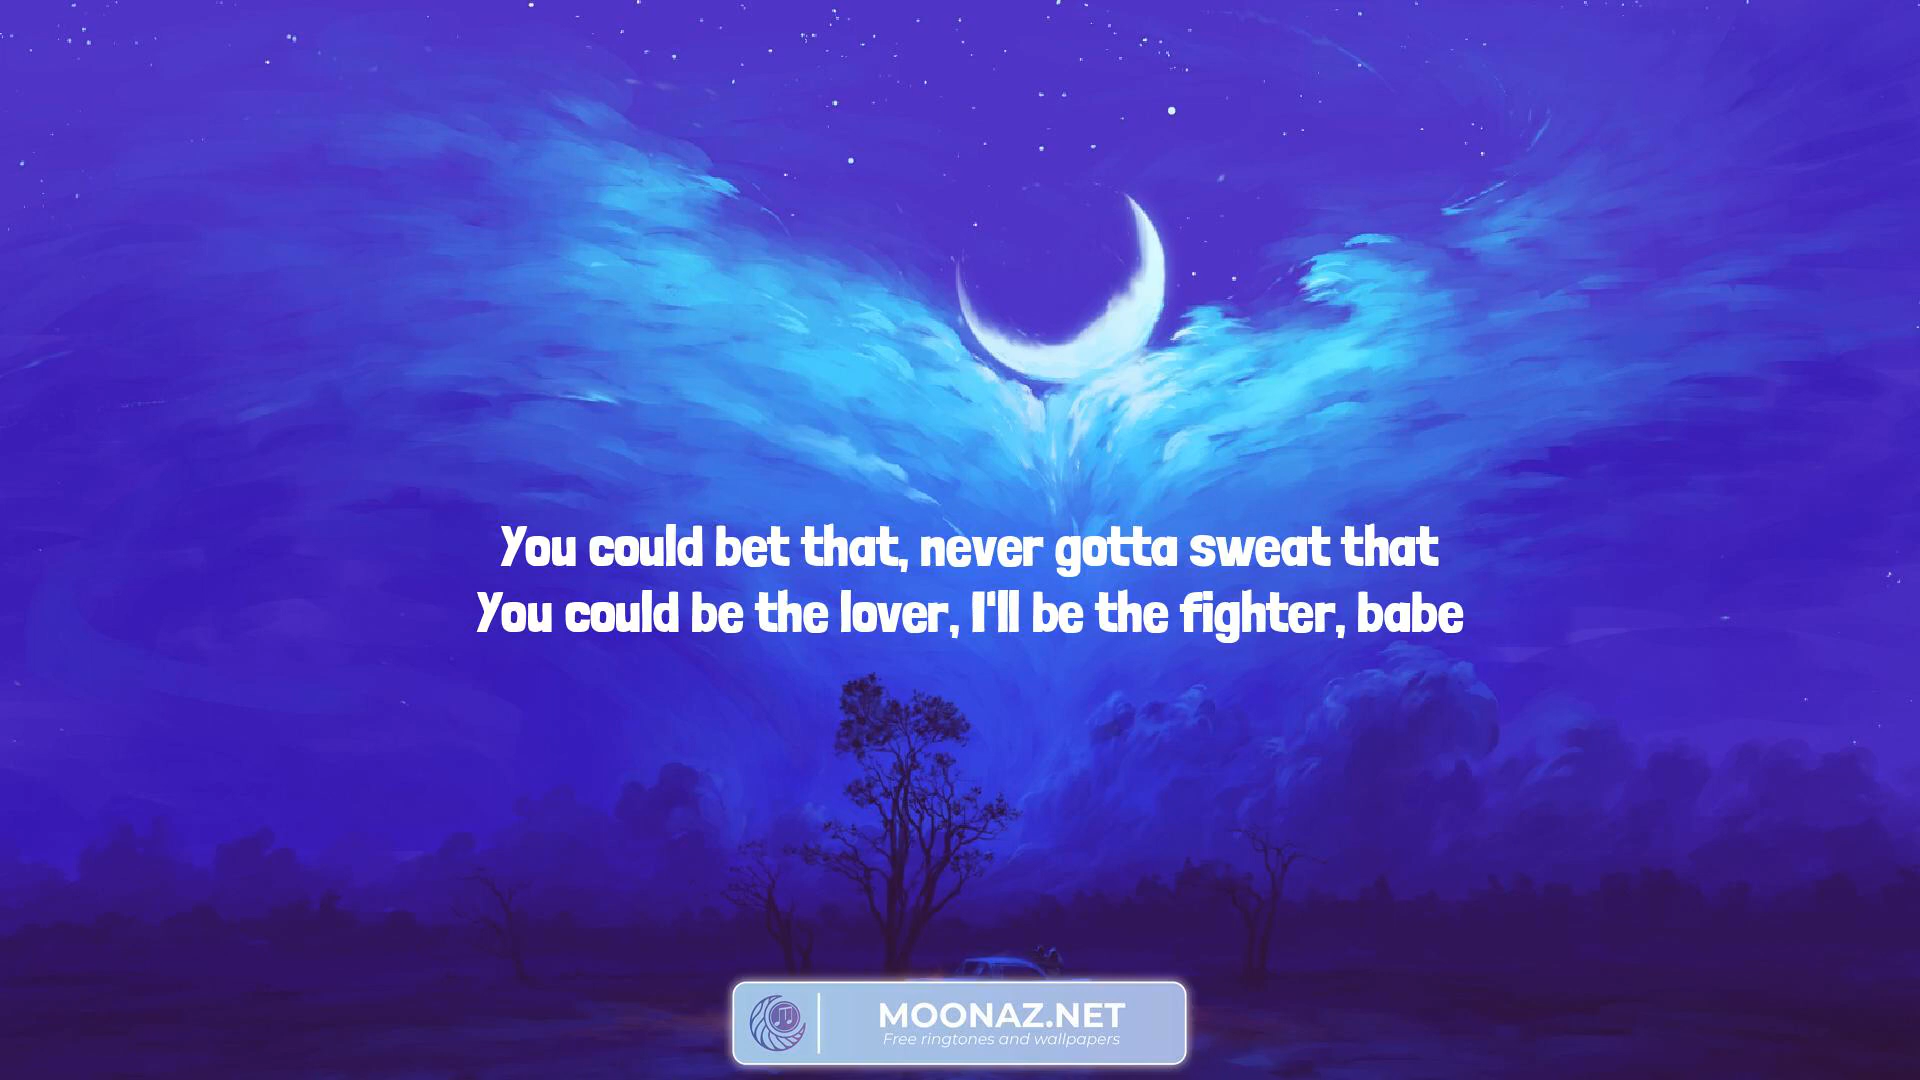 You could bet that, never gotta sweat that
You could be the lover, I'll be the fighter, babe
MOONAZ.NET
Free ringtones and wallpapers